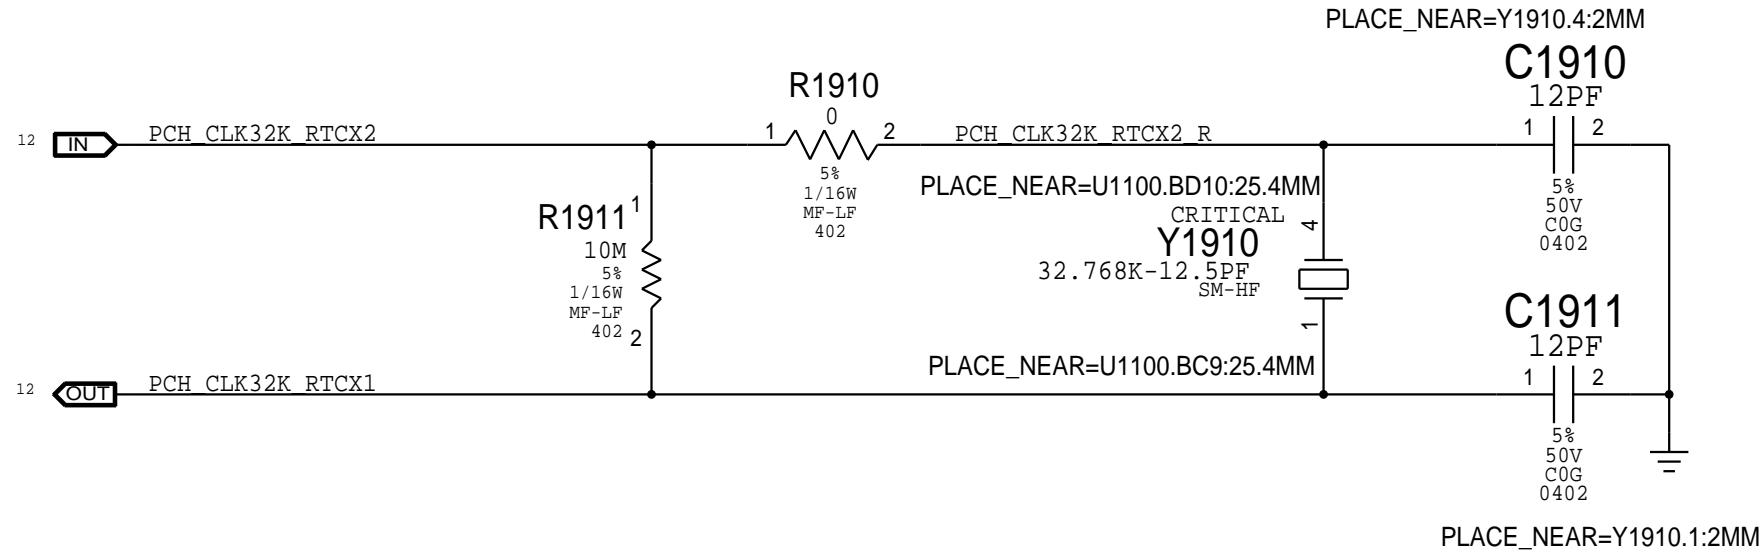 PLACE_NEAR=Y1910.4:2MM
C1910
12PF
1 2
5%
50V
C0G
0402
R1910
0
1 2
5%
1/16W
MF-LF
402
12 IN PCH_CLK32K_RTCX2
PCH_CLK32K_RTCX2_R
PLACE_NEAR=U1100.BD10:25.4MM
CRITICAL
Y1910
32.768K-12.5PF
SM-HF
4
1
R1911
1
10M
5%
1/16W
MF-LF
402
2
PLACE_NEAR=U1100.BC9:25.4MM
12 OUT PCH_CLK32K_RTCX1
C1911
12PF
1 2
5%
50V
C0G
0402
PLACE_NEAR=Y1910.1:2MM